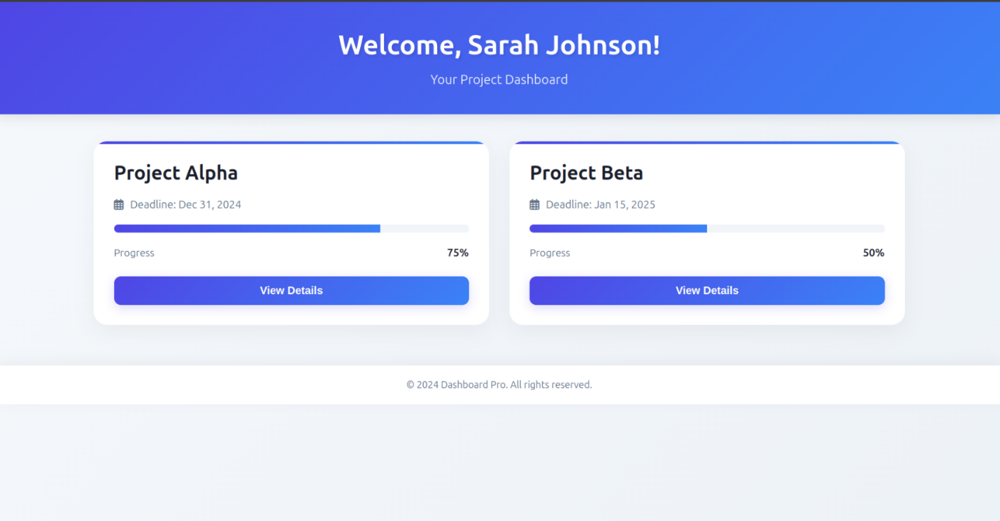 Welcome, Sarah Johnson!
Your Project Dashboard
Project Alpha
Deadline: Dec 31, 2024
Progress 75%
View Details
Project Beta
Deadline: Jan 15, 2025
Progress 50%
View Details
© 2024 Dashboard Pro. All rights reserved.